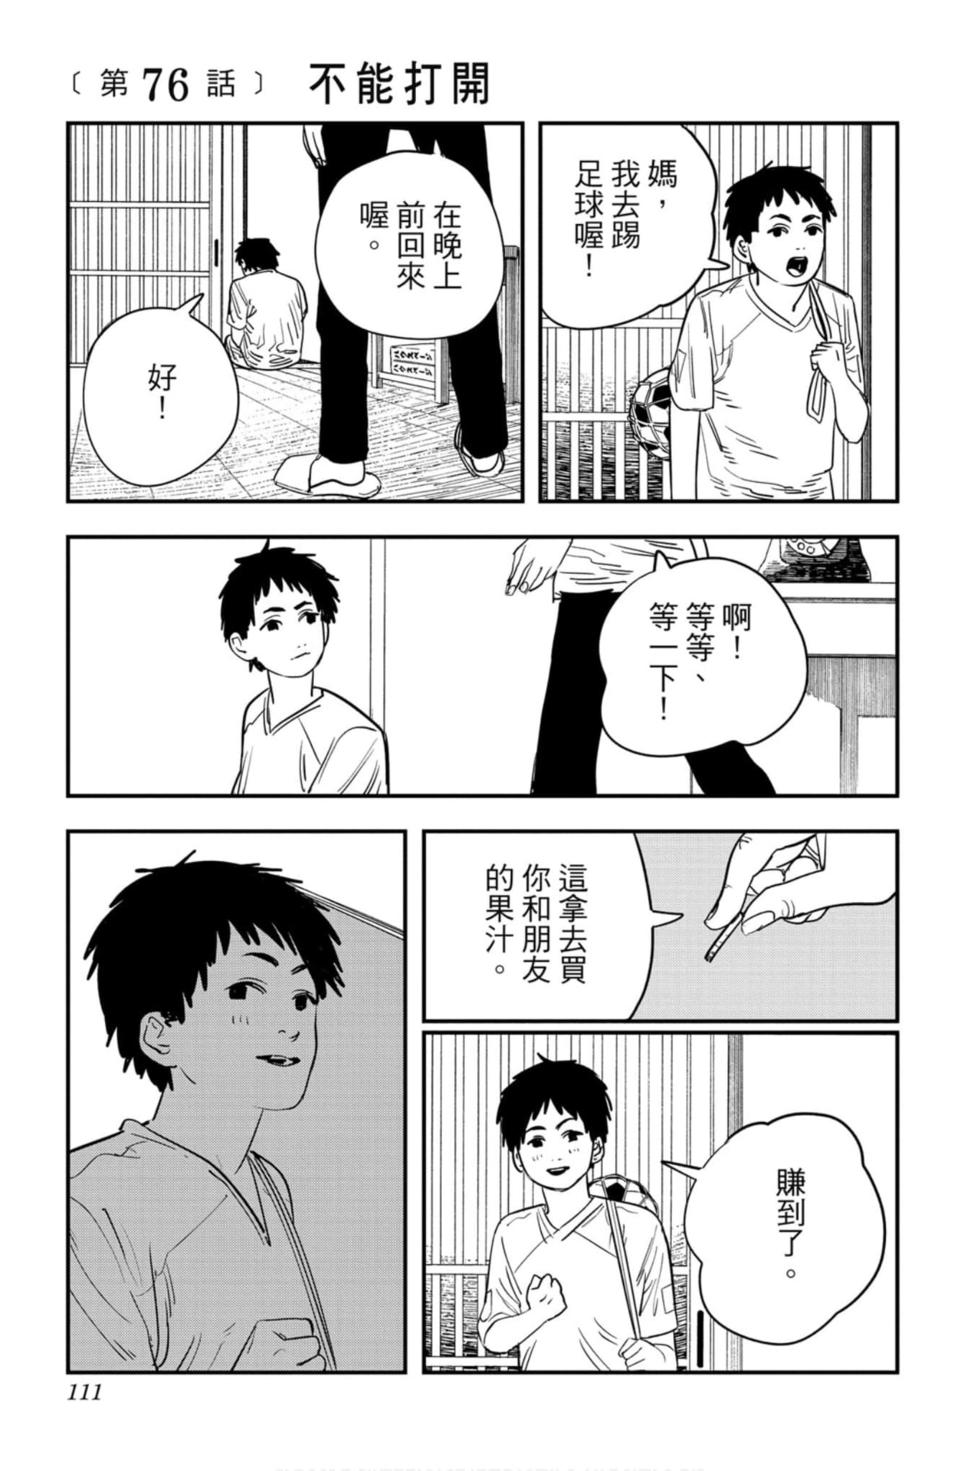 〔第76話〕 不能打開
媽，
我去踢
足球喔！
在晚上
前回來
喔。
好！
啊！
等等、
等一下！
這拿去買
你和朋友
的果汁。
賺到了。
111